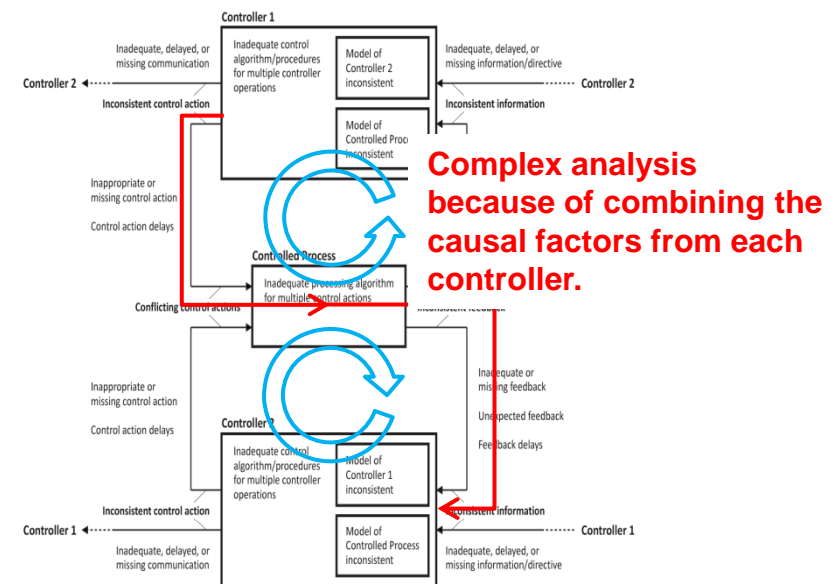 Controller 1
Inadequate, delayed, or
missing communication
Inadequate control
algorithm/procedures
for multiple controller
operations
Model of
Controller 2
inconsistent
Inadequate, delayed, or
missing information/directive
Controller 2
Controller 2
Inconsistent control action
Inconsistent information
Model of
Controlled Proce
inconsistent
Complex analysis
because of combining the
causal factors from each
controller.
Inappropriate or
missing control action
Control action delays
Controlled Process
Inadequate processing algorithm
for multiple control actions
Conflicting control actions
Inconsistent feedback
Inappropriate or
missing control action
Control action delays
Inadequate or
missing feedback
Unexpected feedback
Feedback delays
Controller 2
Inadequate control
algorithm/procedures
for multiple controller
operations
Model of
Controller 1
inconsistent
Inconsistent control action
Inconsistent information
Controller 1
Controller 1
Inadequate, delayed, or
missing communication
Model of
Controlled Process
inconsistent
Inadequate, delayed, or
missing information/directive